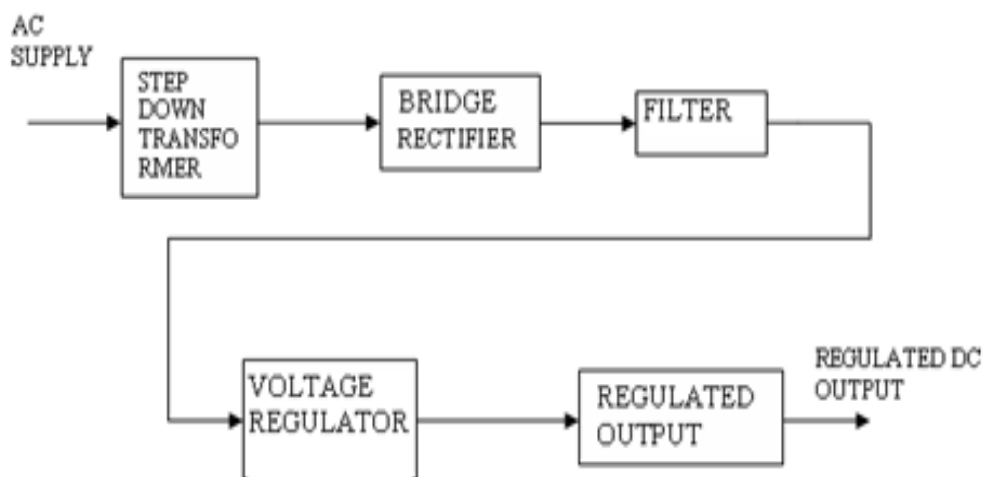 AC
SUPPLY
STEP
DOWN
TRANSFO
RMER
BRIDGE
RECTIFIER
FILTER
VOLTAGE
REGULATOR
REGULATED
OUTPUT
REGULATED DC
OUTPUT